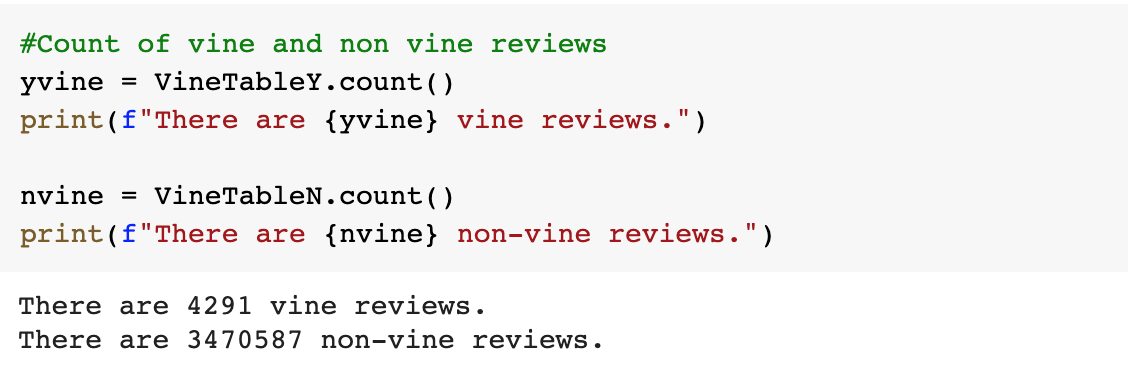 #Count of vine and non vine reviews
yvine = VineTableY.count()
print(f"There are {yvine} vine reviews.")
nvine = VineTableN.count()
print(f"There are {nvine} non-vine reviews.")
There are 4291 vine reviews.
There are 3470587 non-vine reviews.